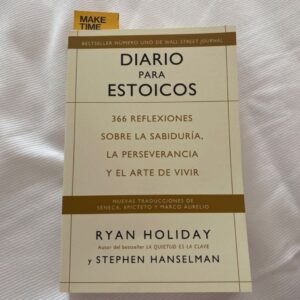 MAKE
TIME
BESTSELLER NÚMERO UNO DE WALL STREET JOURNAL
DIARIO
PARA
ESTOICOS
366 REFLEXIONES
SOBRE LA SABIDURÍA,
LA PERSEVERANCIA
Y EL ARTE DE VIVIR
NUEVAS TRADUCCIONES DE
SÉNECA, EPICTETO Y MARCO AURELIO
RYAN HOLIDAY
Autor del bestseller LA QUIETUD ES LA CLAVE
y STEPHEN HANSELMAN